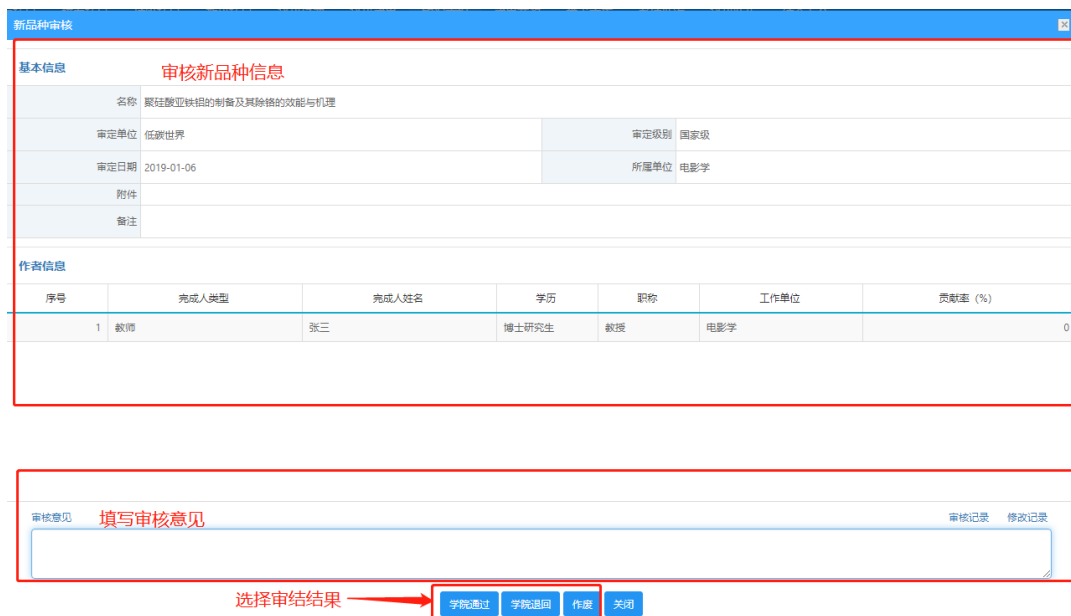 新品种审核
基本信息
审核新品种信息
名称 聚硅酸亚铁铝的制备及其除铬的效能与机理
审定单位 低碳世界 审定级别 国家级
审定日期 2019-01-06 所属单位 电影学
附件
备注
作者信息
序号 完成人类型 完成人姓名 学历 职称 工作单位 贡献率（%）
1 教师 张三 博士研究生 教授 电影学 0
审核意见 填写审核意见 审核记录 修改记录
选择审结结果 学院通过 学院退回 作废 关闭